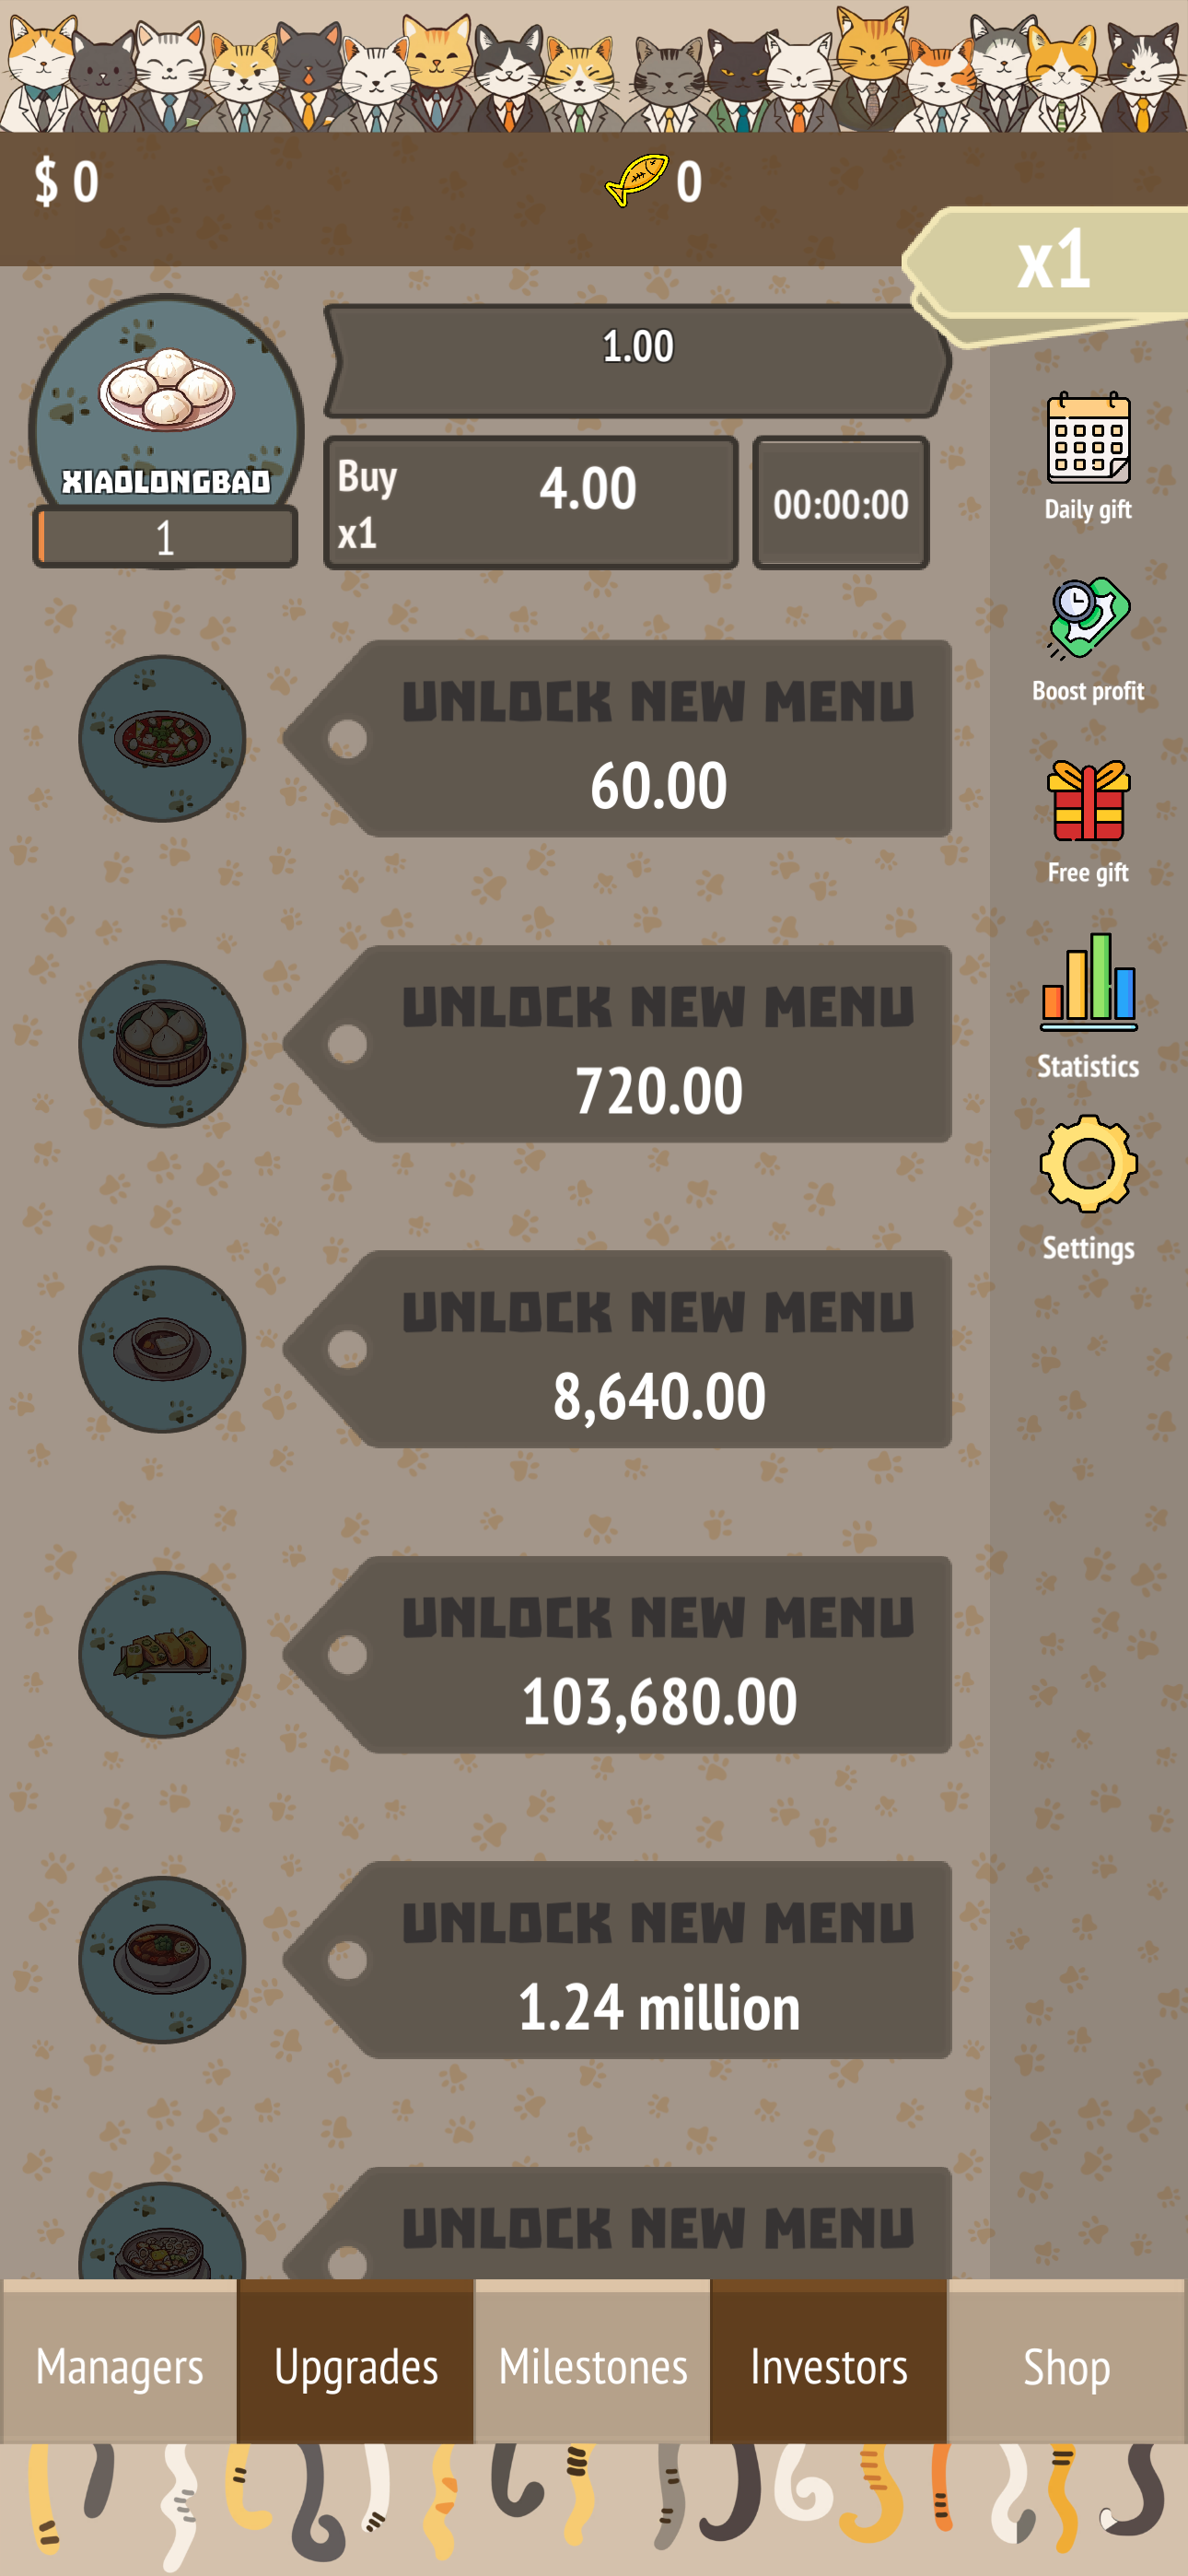 $ 0
0
x1
1.00
XIAOLONGBAO
1
Buy
x1
4.00
00:00:00
Daily gift
Boost profit
Free gift
Statistics
Settings
UNLOCK NEW MENU
60.00
UNLOCK NEW MENU
720.00
UNLOCK NEW MENU
8,640.00
UNLOCK NEW MENU
103,680.00
UNLOCK NEW MENU
1.24 million
UNLOCK NEW MENU
Managers
Upgrades
Milestones
Investors
Shop